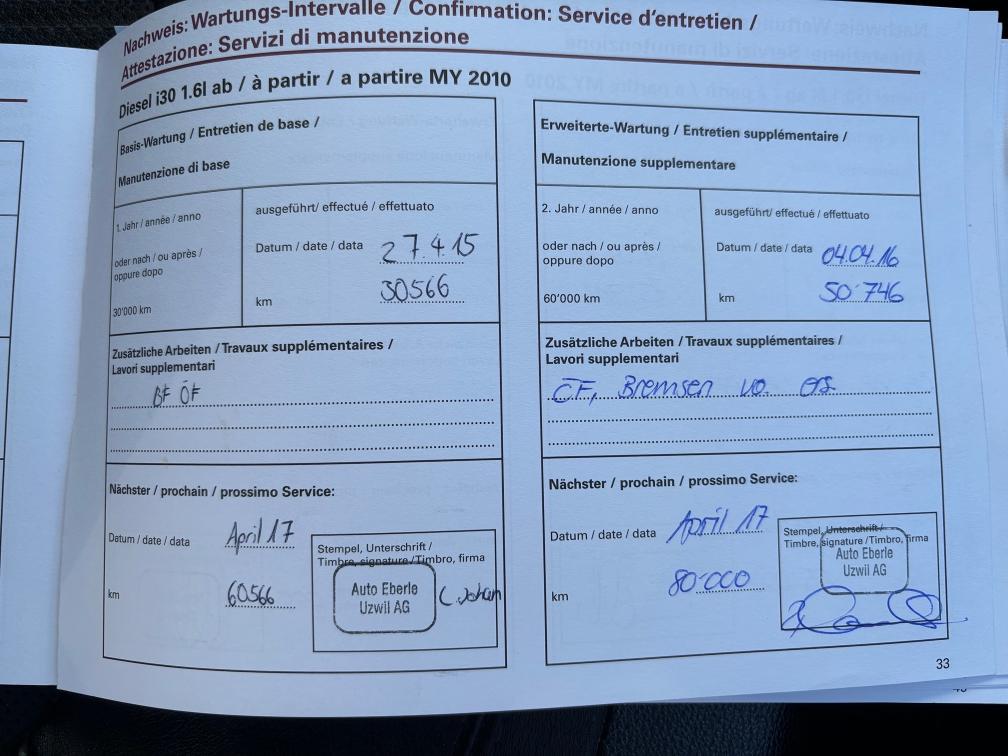 Nachweis: Wartungs-Intervalle / Confirmation: Service d'entretien /
Attestazione: Servizi di manutenzione
Diesel i30 1.6l ab / à partir / a partire MY 2010
Basis-Wartung / Entretien de base /
Manutenzione di base
1. Jahr / année / anno
oder nach / ou après /
oppure dopo
30'000 km
ausgeführt/ effectué / effettuato
Datum / date / data 27.4.15
km 30566
Zusätzliche Arbeiten / Travaux supplémentaires /
Lavori supplementari
BF ÖF
Nächster / prochain / prossimo Service:
Datum / date / data April 17
km 60566
Stempel, Unterschrift /
Timbre, signature / Timbro, firma
Auto Eberle
Uzwil AG
Erweiterte-Wartung / Entretien supplémentaire /
Manutenzione supplementare
2. Jahr / année / anno
oder nach / ou après /
oppure dopo
60'000 km
ausgeführt/ effectué / effettuato
Datum / date / data 04.04.16
km 50'746
Zusätzliche Arbeiten / Travaux supplémentaires /
Lavori supplementari
Bremsen vo.
Nächster / prochain / prossimo Service:
Datum / date / data April 17
km 80'000
Stempel, Unterschrift /
Timbre, signature / Timbro, firma
Auto Eberle
Uzwil AG
33